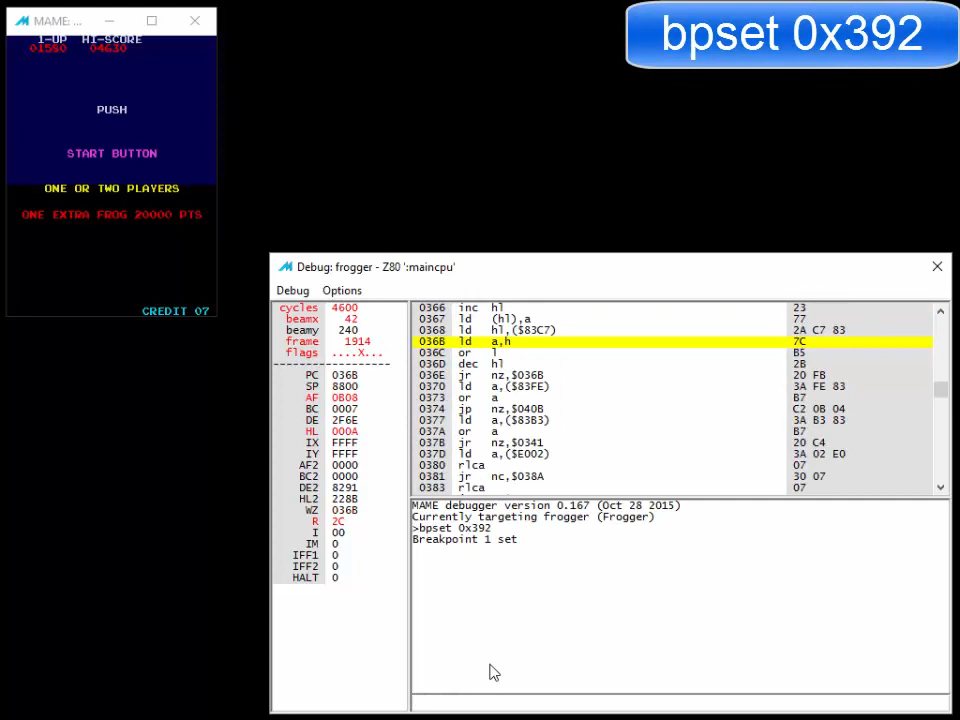 MAME: ...
bpset 0x392
1-UP HI-SCORE
01580 04630
PUSH
START BUTTON
ONE OR TWO PLAYERS
ONE EXTRA FROG 20000 PTS
CREDIT 07
Debug: frogger - Z80 ':maincpu'
Debug Options
cycles 4600
beamx 42
beamy 240
frame 1914
flags ....X...
-----------------
PC 036B
SP 8800
AF 0B08
BC 0007
DE 2F6E
HL 000A
IX FFFF
IY FFFF
AF2 0000
BC2 0000
DE2 8291
HL2 228B
WZ 036B
R 2C
I 00
IM 0
IFF1 0
IFF2 0
HALT 0
0366 inc hl 23
0367 ld (hl),a 77
0368 ld hl,($83C7) 2A C7 83
036B ld a,h 7C
036C or l B5
036D dec hl 2B
036E jr nz,$036B 20 FB
0370 ld a,($83FE) 3A FE 83
0373 or a B7
0374 jp nz,$040B C2 0B 04
0377 ld a,($83B3) 3A B3 83
037A or a B7
037B jr nz,$0341 20 C4
037D ld a,($E002) 3A 02 E0
0380 rlca 07
0381 jr nc,$038A 30 07
0383 rlca 07
MAME debugger version 0.167 (Oct 28 2015)
Currently targeting frogger (Frogger)
>bpset 0x392
Breakpoint 1 set